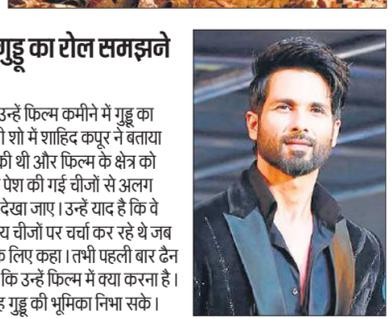 गुड्डू का रोल समझने
उन्हें फिल्म कमीने में गुड्डू का
शो में शाहिद कपूर ने बताया
की थी और फिल्म के क्षेत्र को
पेश की गई चीजों से अलग
देखा जाए। उन्हें याद है कि वे
चीजों पर चर्चा कर रहे थे जब
लिए कहा। तभी पहली बार ढैन
कि उन्हें फिल्म में क्या करना है।
गुड्डू की भूमिका निभा सके।